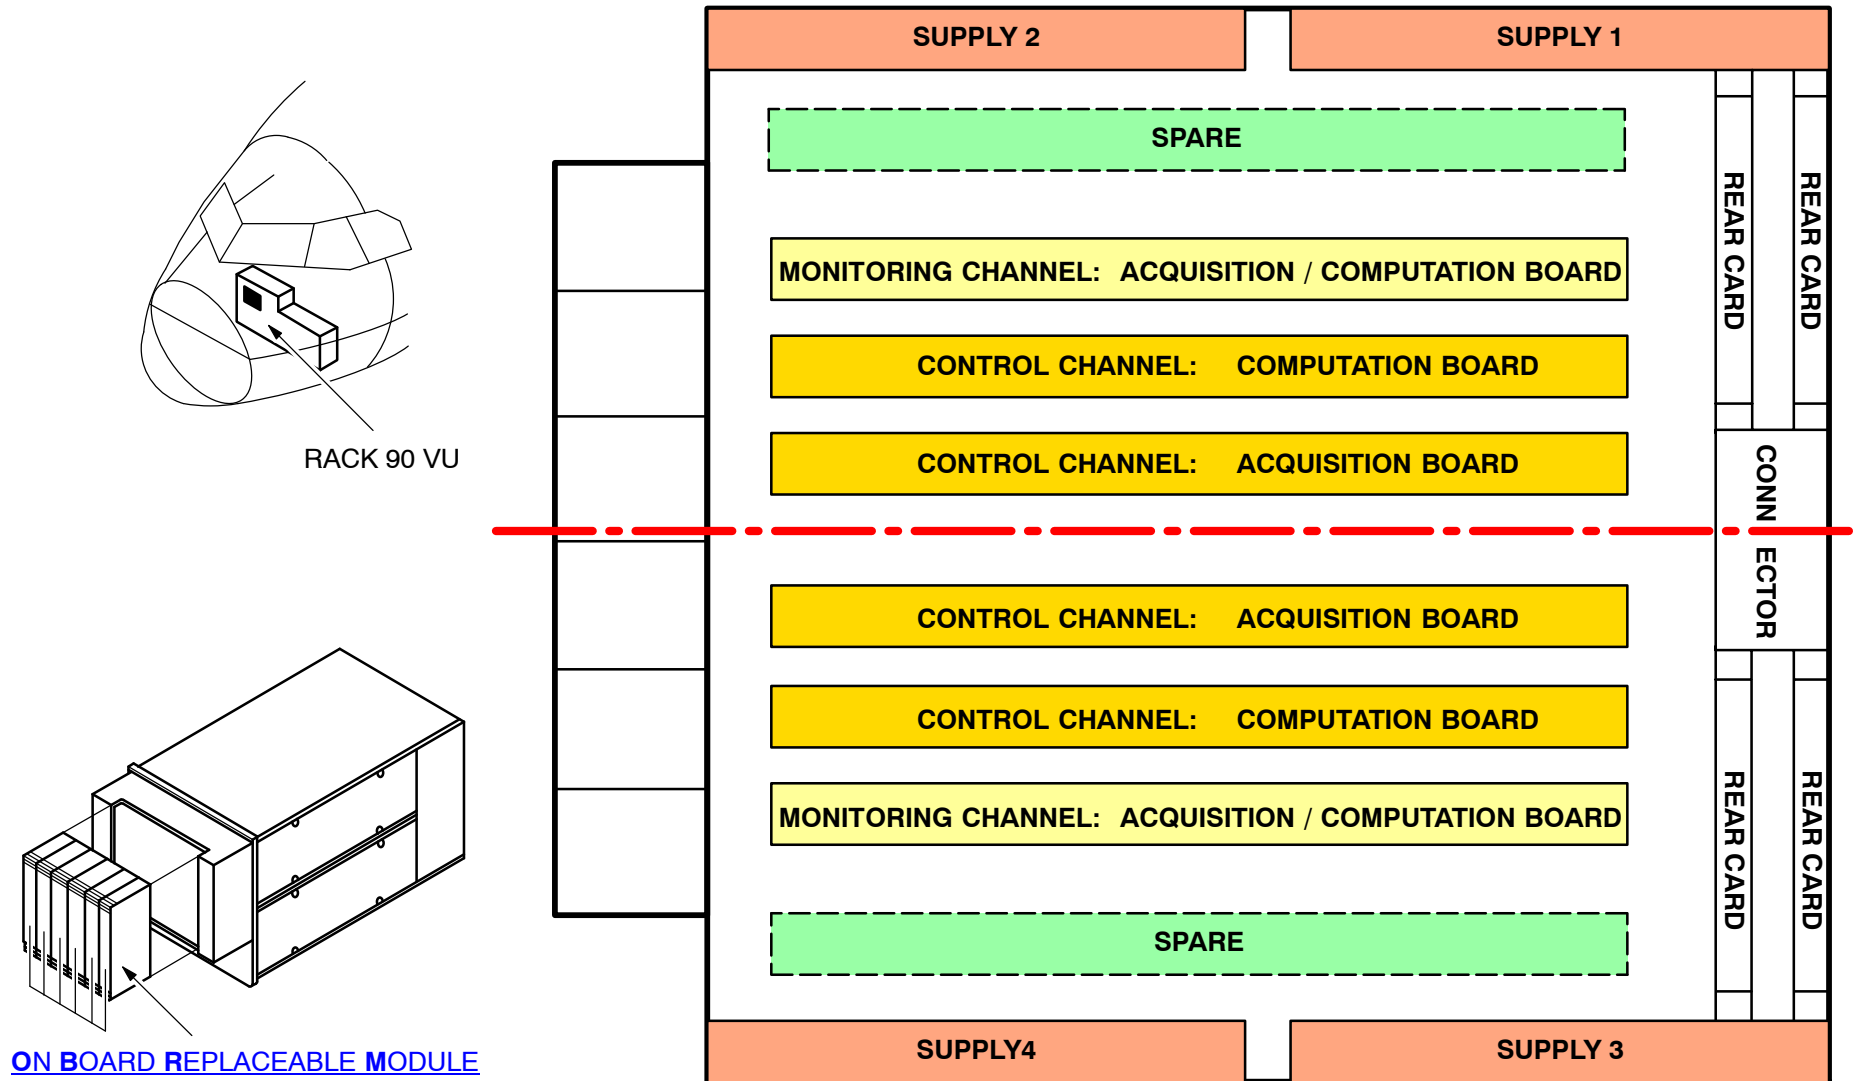 SUPPLY 2
SUPPLY 1
SPARE
MONITORING CHANNEL: ACQUISITION / COMPUTATION BOARD
CONTROL CHANNEL: COMPUTATION BOARD
CONTROL CHANNEL: ACQUISITION BOARD
REAR CARD
REAR CARD
RACK 90 VU
CONN ECTOR
CONTROL CHANNEL: ACQUISITION BOARD
CONTROL CHANNEL: COMPUTATION BOARD
MONITORING CHANNEL: ACQUISITION / COMPUTATION BOARD
SPARE
REAR CARD
REAR CARD
SUPPLY4
SUPPLY 3
ON BOARD REPLACEABLE MODULE